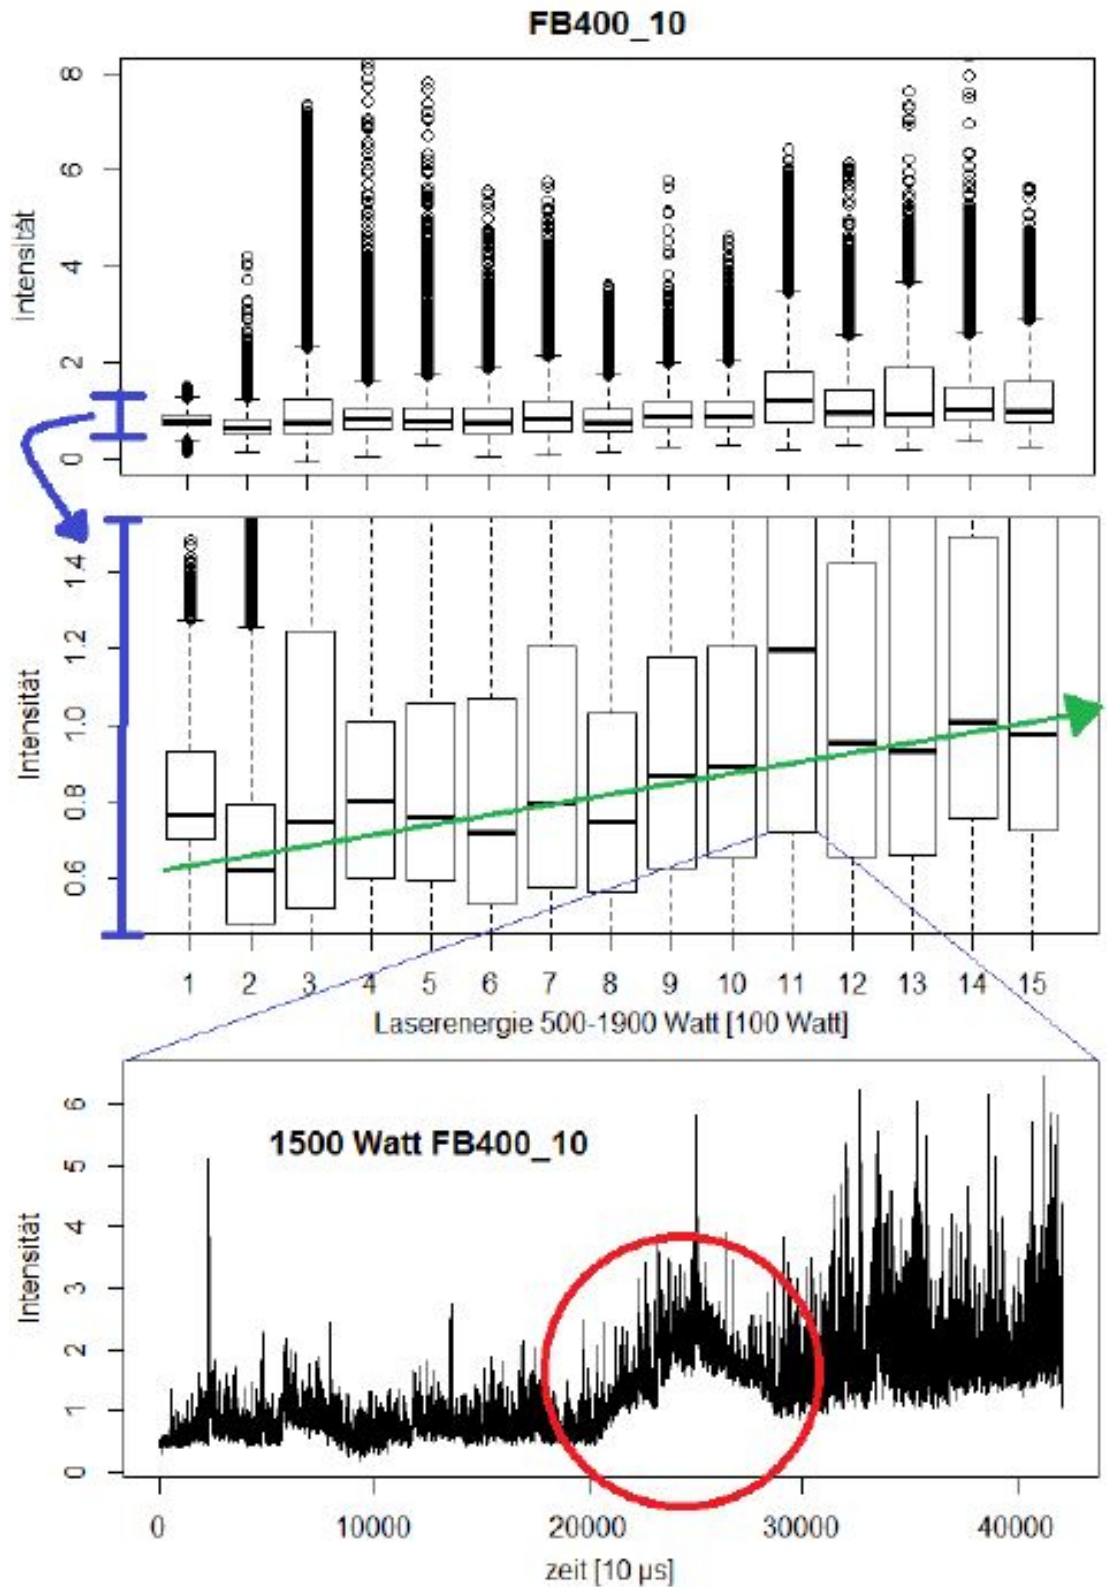 FB400_10
8
6
4
2
0
Intensität
1.4
1.2
1.0
0.8
0.6
Intensität
1 2 3 4 5 6 7 8 9 10 11 12 13 14 15
Laserenergie 500-1900 Watt [100 Watt]
1500 Watt FB400_10
6
5
4
3
2
1
0
Intensität
0 10000 20000 30000 40000
zeit [10 µs]